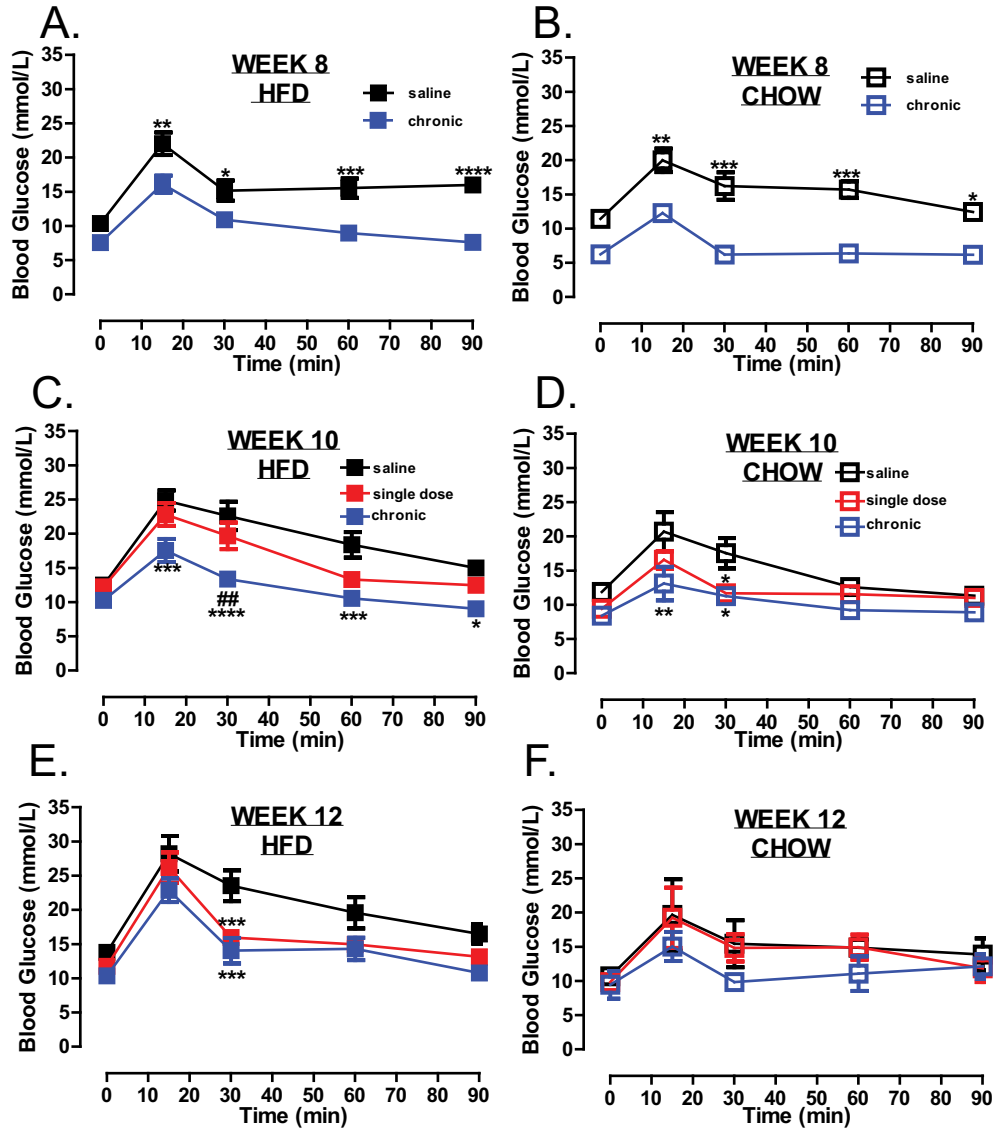 A.
WEEK 8
HFD
saline
chronic
**
*
***
****
Blood Glucose (mmol/L)
35
30
25
20
15
10
5
0
0 10 20 30 40 50 60 70 80 90
Time (min)
B.
WEEK 8
CHOW
saline
chronic
**
***
***
*
Blood Glucose (mmol/L)
35
30
25
20
15
10
5
0
0 10 20 30 40 50 60 70 80 90
Time (min)
C.
WEEK 10
HFD
saline
single dose
chronic
***
##
****
***
*
Blood Glucose (mmol/L)
35
30
25
20
15
10
5
0
0 10 20 30 40 50 60 70 80 90
Time (min)
D.
WEEK 10
CHOW
saline
single dose
chronic
*
**
*
Blood Glucose (mmol/L)
35
30
25
20
15
10
5
0
0 10 20 30 40 50 60 70 80 90
Time (min)
E.
WEEK 12
HFD
***
***
Blood Glucose (mmol/L)
35
30
25
20
15
10
5
0
0 10 20 30 40 50 60 70 80 90
Time (min)
F.
WEEK 12
CHOW
Blood Glucose (mmol/L)
35
30
25
20
15
10
5
0
0 10 20 30 40 50 60 70 80 90
Time (min)